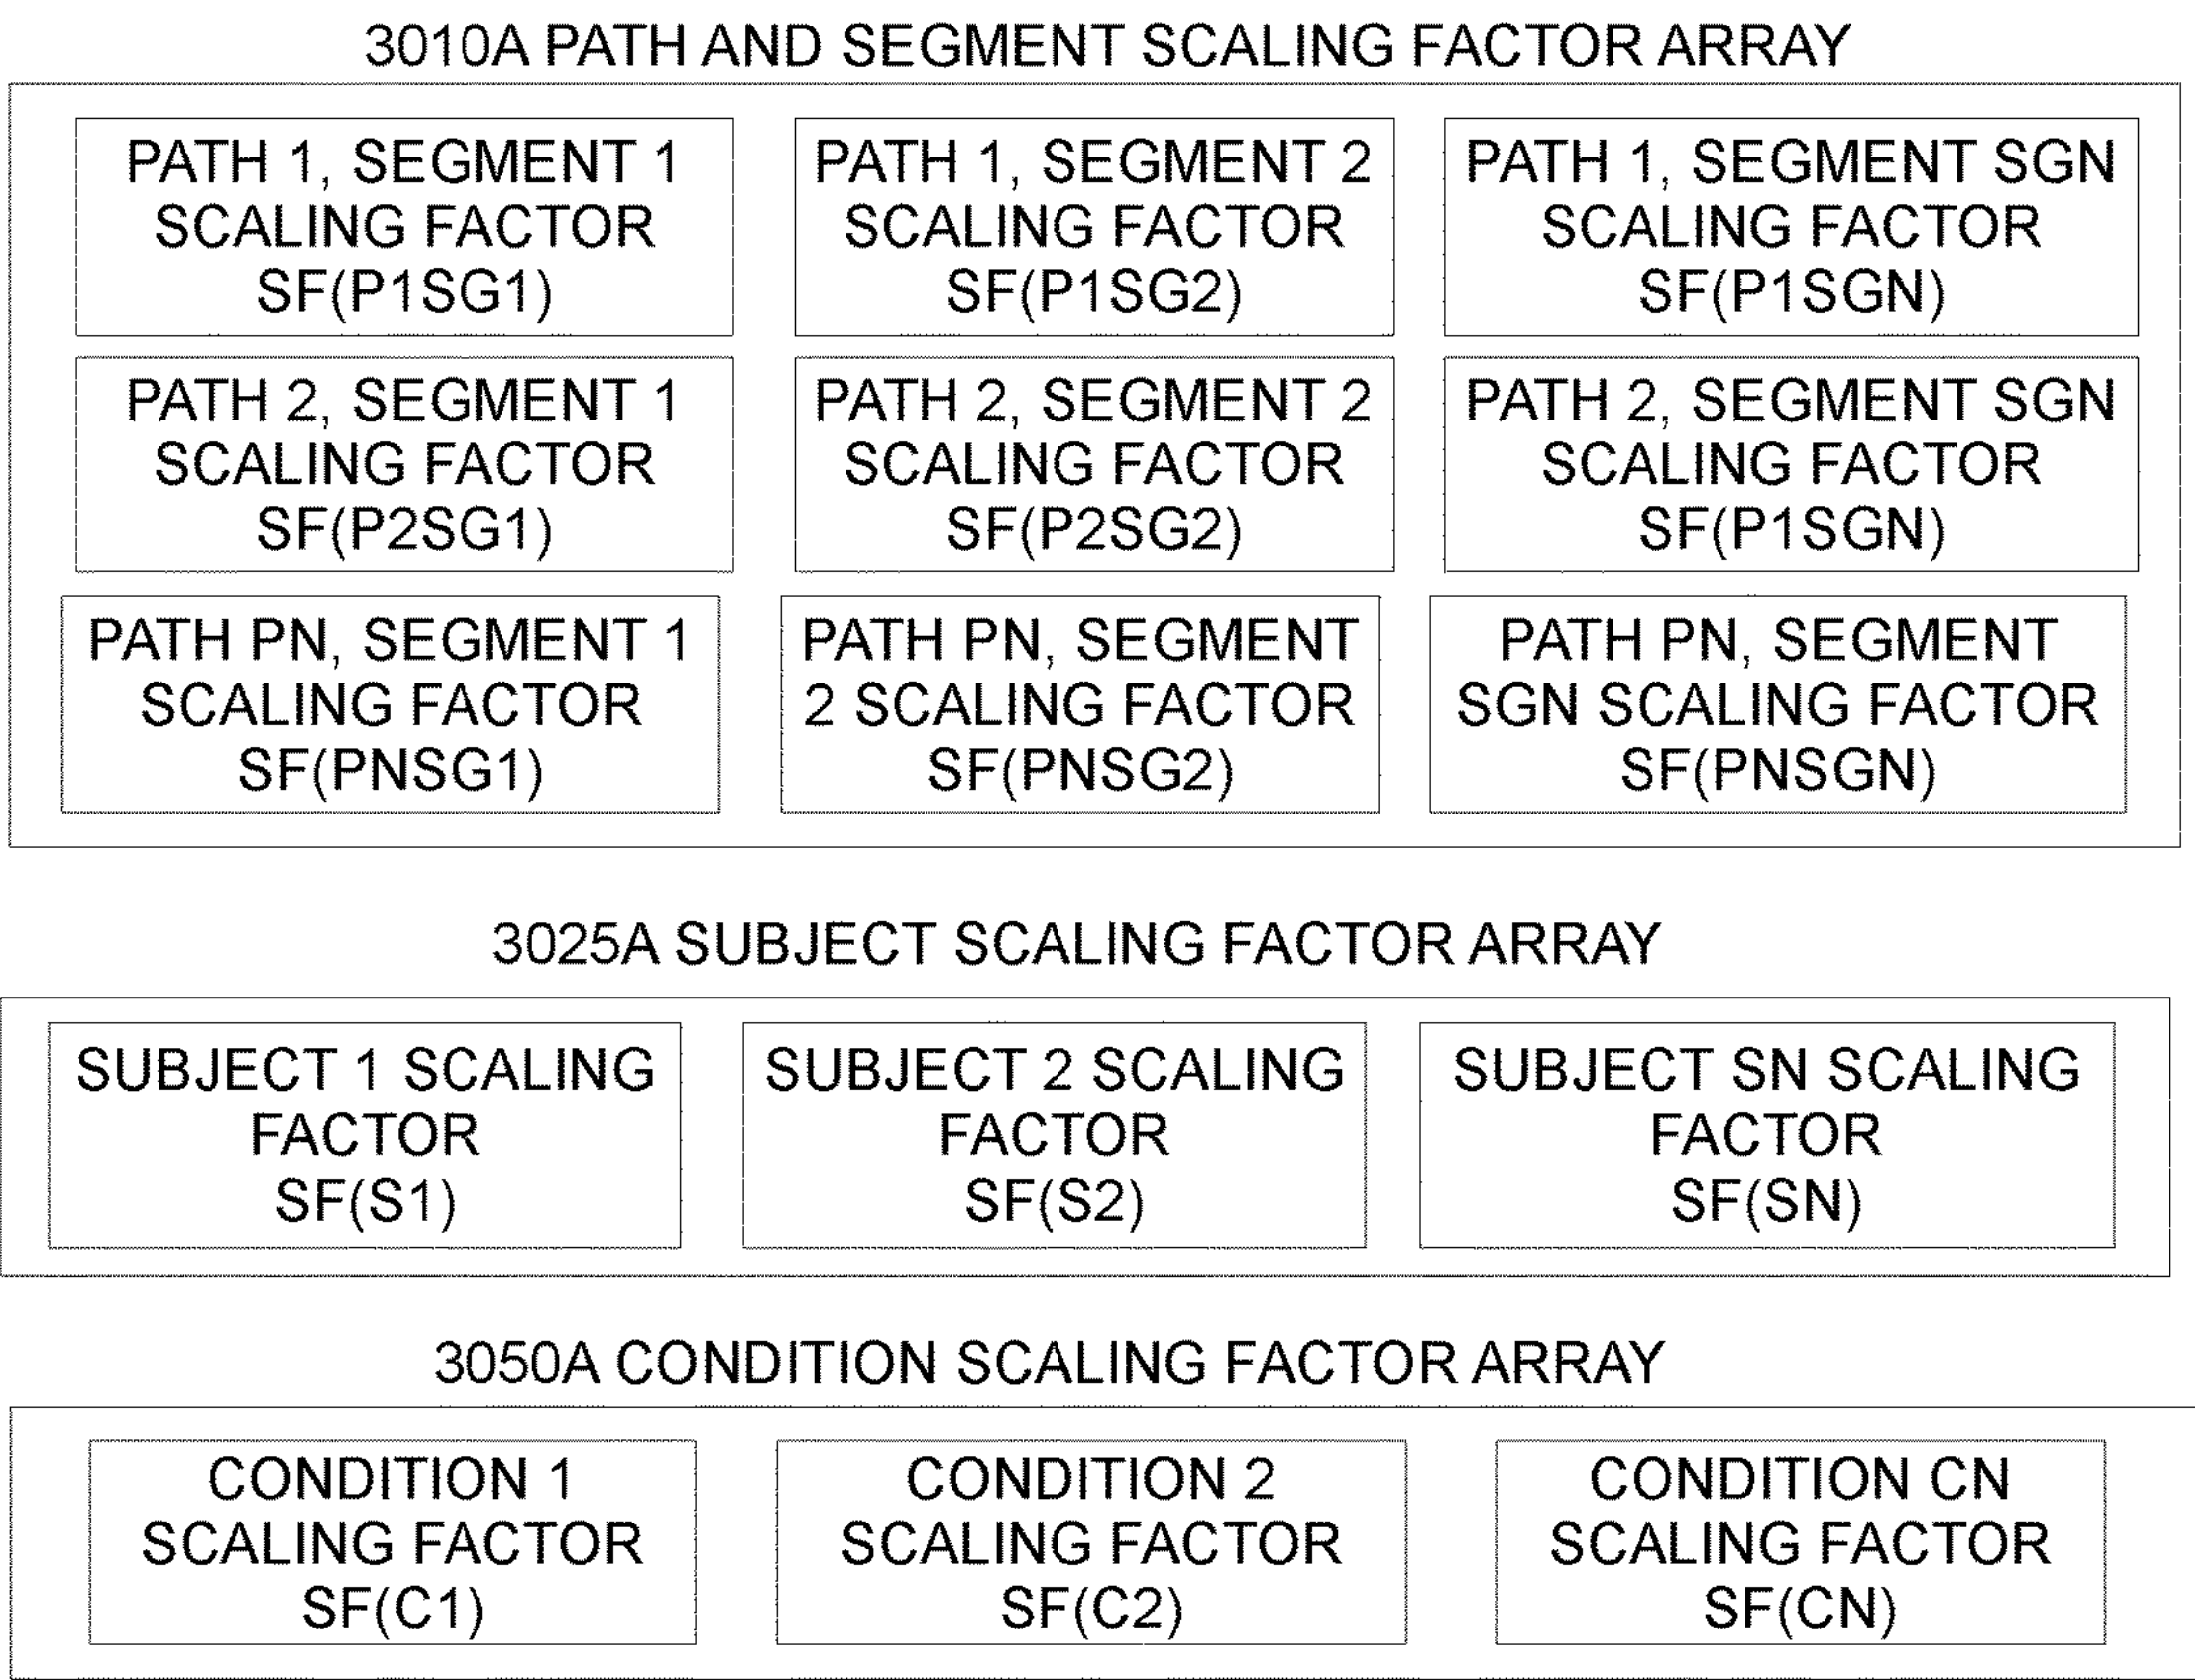 3010A PATH AND SEGMENT SCALING FACTOR ARRAY
PATH 1, SEGMENT 1
SCALING FACTOR
SF(P1SG1)
PATH 1, SEGMENT 2
SCALING FACTOR
SF(P1SG2)
PATH 1, SEGMENT SGN
SCALING FACTOR
SF(P1SGN)
PATH 2, SEGMENT 1
SCALING FACTOR
SF(P2SG1)
PATH 2, SEGMENT 2
SCALING FACTOR
SF(P2SG2)
PATH 2, SEGMENT SGN
SCALING FACTOR
SF(P1SGN)
PATH PN, SEGMENT 1
SCALING FACTOR
SF(PNSG1)
PATH PN, SEGMENT
2 SCALING FACTOR
SF(PNSG2)
PATH PN, SEGMENT
SGN SCALING FACTOR
SF(PNSGN)
3025A SUBJECT SCALING FACTOR ARRAY
SUBJECT 1 SCALING
FACTOR
SF(S1)
SUBJECT 2 SCALING
FACTOR
SF(S2)
SUBJECT SN SCALING
FACTOR
SF(SN)
3050A CONDITION SCALING FACTOR ARRAY
CONDITION 1
SCALING FACTOR
SF(C1)
CONDITION 2
SCALING FACTOR
SF(C2)
CONDITION CN
SCALING FACTOR
SF(CN)